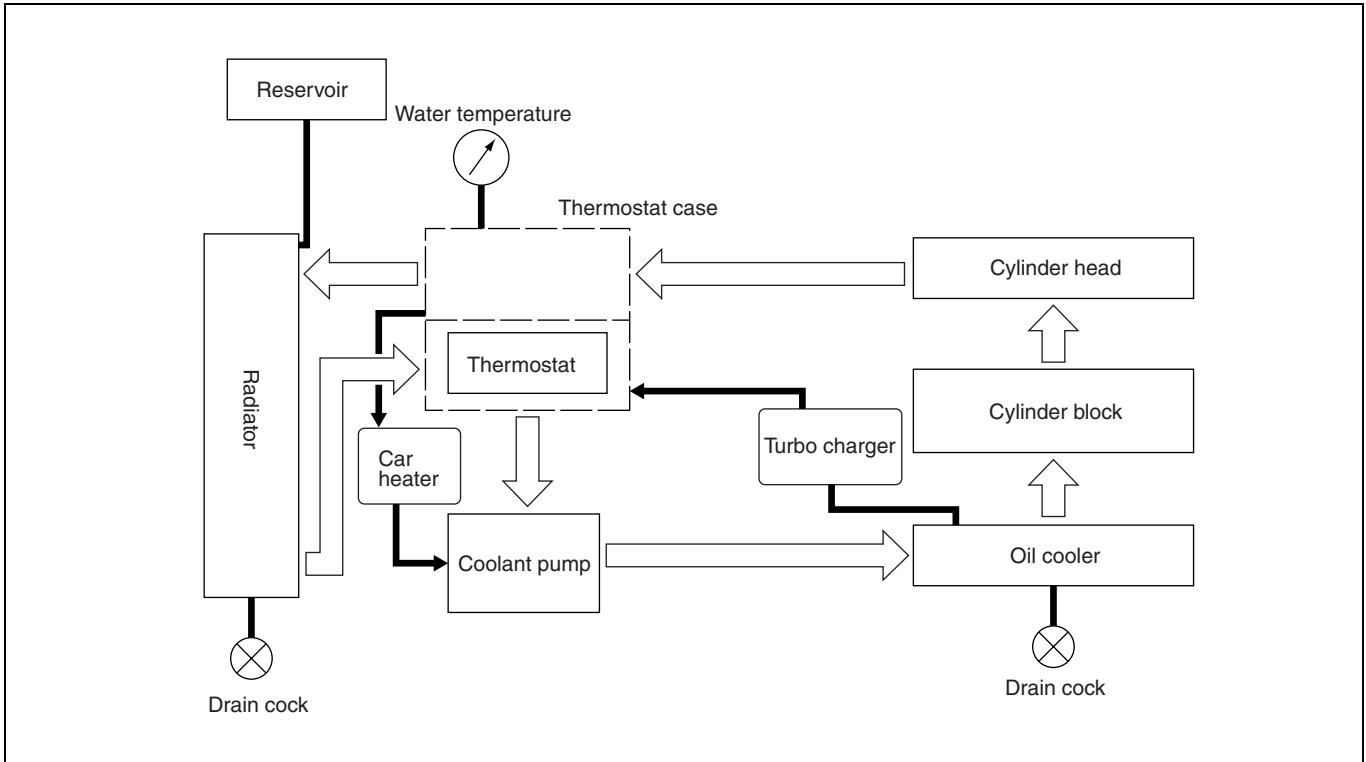 Reservoir
Water temperature
Thermostat case
Cylinder head
Radiator
Thermostat
Cylinder block
Turbo charger
Car
heater
Coolant pump
Oil cooler
Drain cock
Drain cock